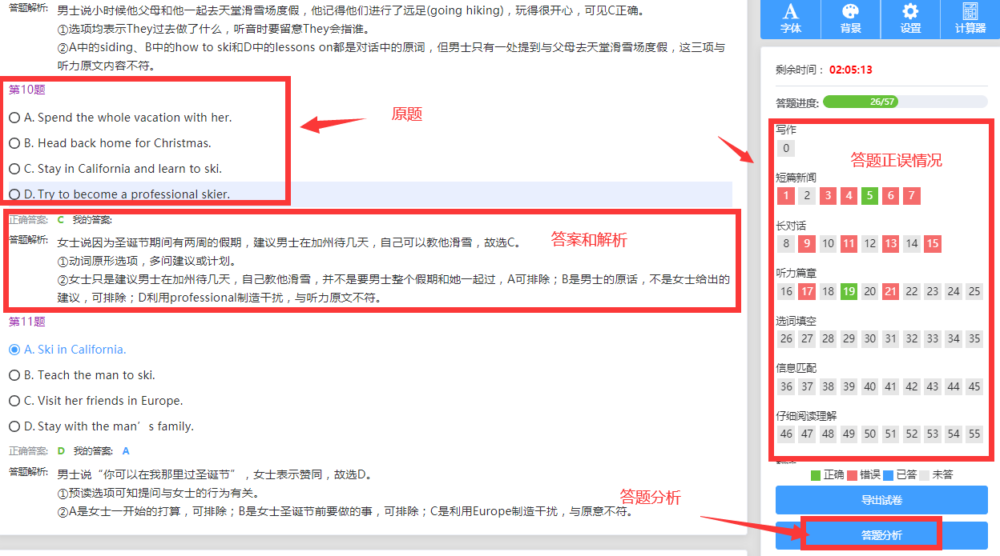 答题解析: 男士说小时候他父母和他一起去天堂滑雪场度假，他记得他们进行了远足(going hiking)，玩得很开心，可见C正确。
①选项均表示They过去做了什么，听音时要留意They会指谁。
②A中的siding、B中的how to ski和D中的lessons on都是对话中的原词，但男士只有一处提到与父母去天堂滑雪场度假，这三项与
听力原文内容不符。
第10题
A. Spend the whole vacation with her.
B. Head back home for Christmas.
C. Stay in California and learn to ski.
D. Try to become a professional skier.
原题
正确答案: C 我的答案:
答题解析: 女士说因为圣诞节期间有两周的假期，建议男士在加州待几天，自己可以教他滑雪，故选C。
①动词原形选项，多问建议或计划。
②女士只是建议男士在加州待几天，自己教他滑雪，并不是要男士整个假期和她一起过，A可排除；B是男士的原话，不是女士给出的
建议，可排除；D利用professional制造干扰，与听力原文不符。
答案和解析
第11题
A. Ski in California.
B. Teach the man to ski.
C. Visit her friends in Europe.
D. Stay with the man’s family.
正确答案: D 我的答案: A
答题解析: 男士说“你可以在我那里过圣诞节”，女士表示赞同，故选D。
①预读选项可知提问与女士的行为有关。
②A是女士一开始的打算，可排除；B是女士圣诞节前要做的事，可排除；C是利用Europe制造干扰，与原意不符。
答题分析
A
字体 背景 设置 计算器
剩余时间： 02:05:13
答题进度: 26/57
写作
0
答题正误情况
短篇新闻
1 2 3 4 5 6 7
长对话
8 9 10 11 12 13 14 15
听力篇章
16 17 18 19 20 21 22 23 24 25
选词填空
26 27 28 29 30 31 32 33 34 35
信息匹配
36 37 38 39 40 41 42 43 44 45
仔细阅读理解
46 47 48 49 50 51 52 53 54 55
正确 错误 已答 未答
导出试卷
答题分析